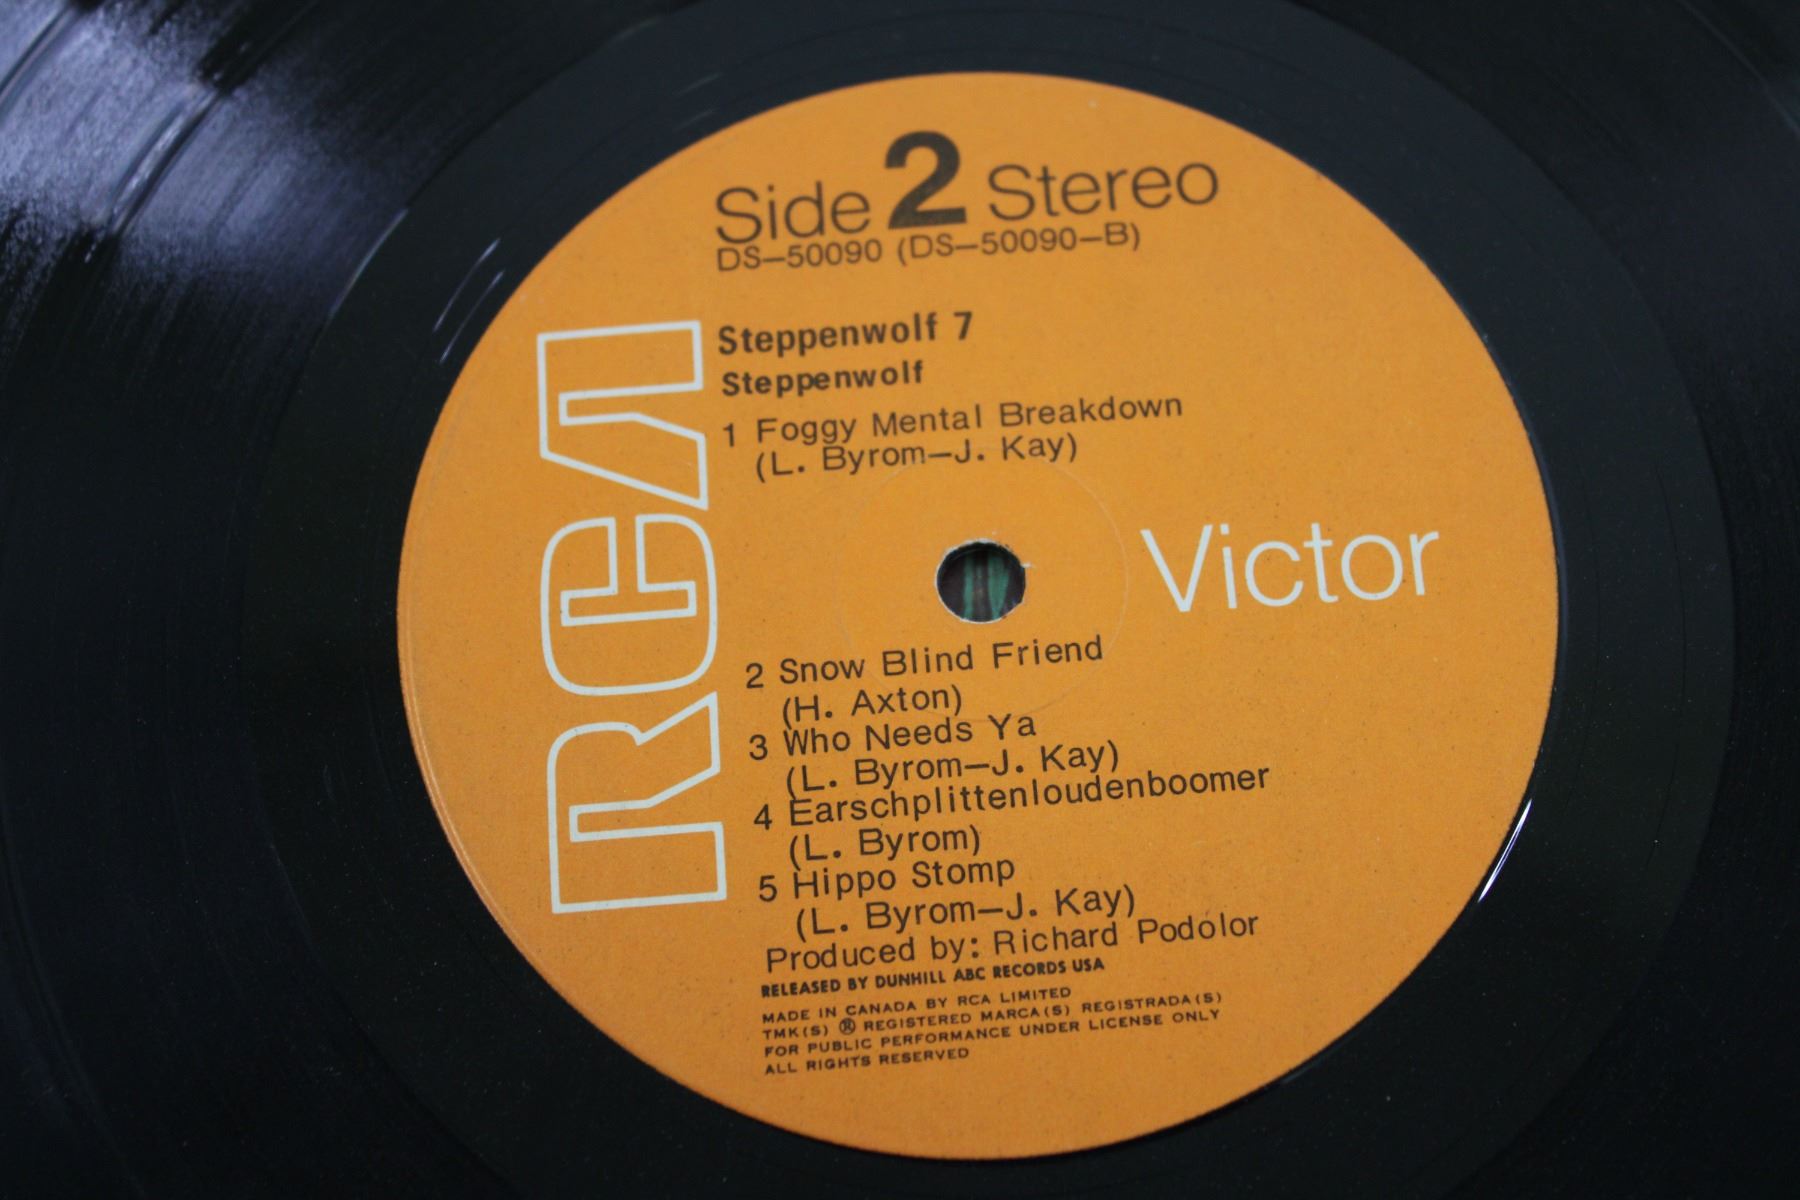 Side 2 Stereo
DS-50090 (DS-50090-B)
RCA
Steppenwolf 7
Steppenwolf
1 Foggy Mental Breakdown
(L. Byrom-J. Kay)
Victor
2 Snow Blind Friend
(H. Axton)
3 Who Needs Ya
(L. Byrom-J. Kay)
4 Earschplittenloudenboomer
(L. Byrom)
5 Hippo Stomp
(L. Byrom-J. Kay)
Produced by: Richard Podolor
RELEASED BY DUNHILL ABC RECORDS USA
MADE IN CANADA BY RCA LIMITED
TMK(S) ® REGISTERED MARCA(S) REGISTRADA(S)
FOR PUBLIC PERFORMANCE UNDER LICENSE ONLY
ALL RIGHTS RESERVED